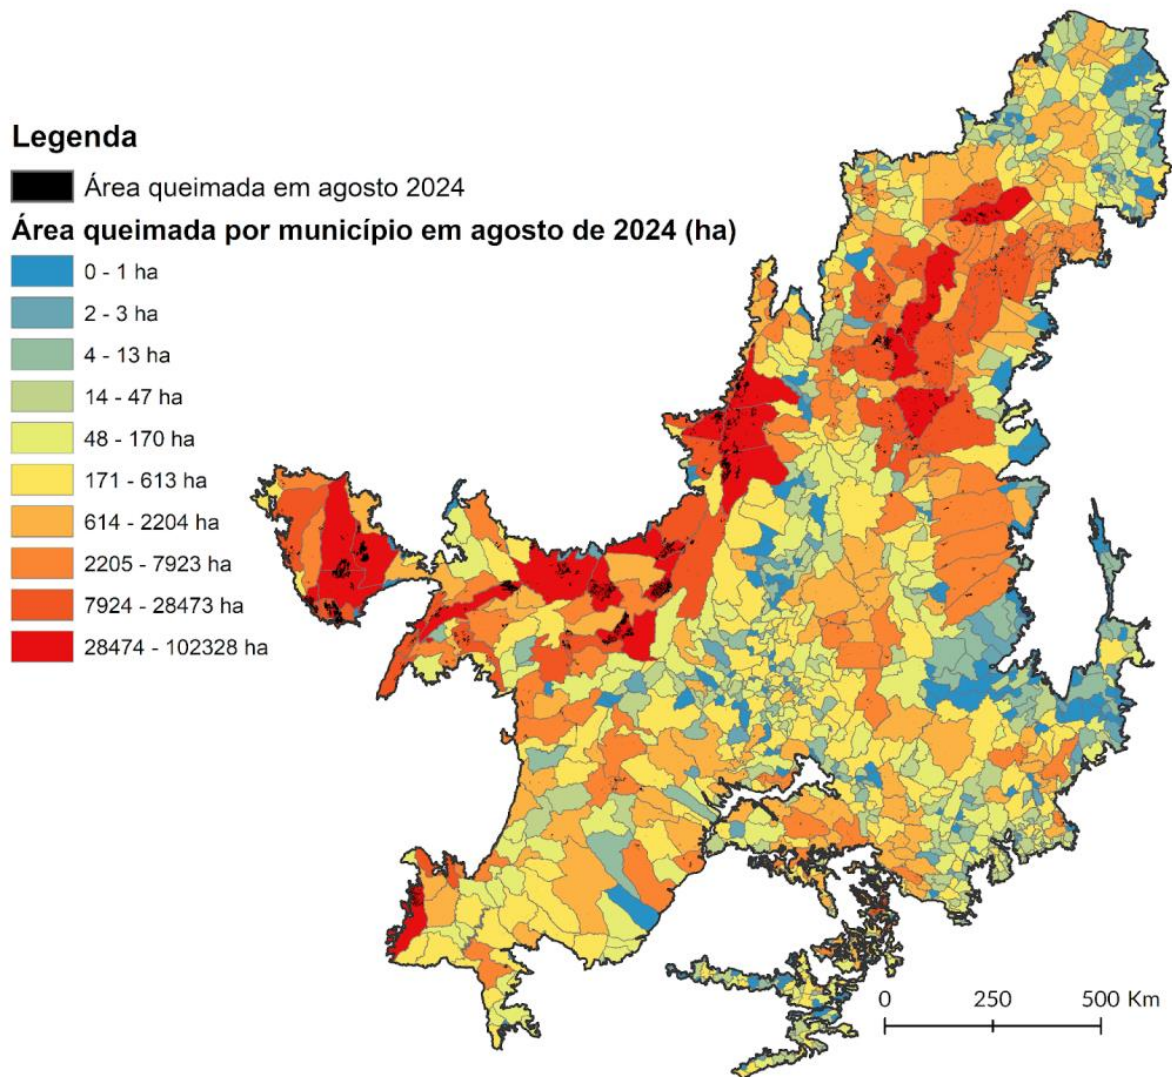 Legenda
Área queimada em agosto 2024
Área queimada por município em agosto de 2024 (ha)
0 - 1 ha
2 - 3 ha
4 - 13 ha
14 - 47 ha
48 - 170 ha
171 - 613 ha
614 - 2204 ha
2205 - 7923 ha
7924 - 28473 ha
28474 - 102328 ha
0 250 500 Km